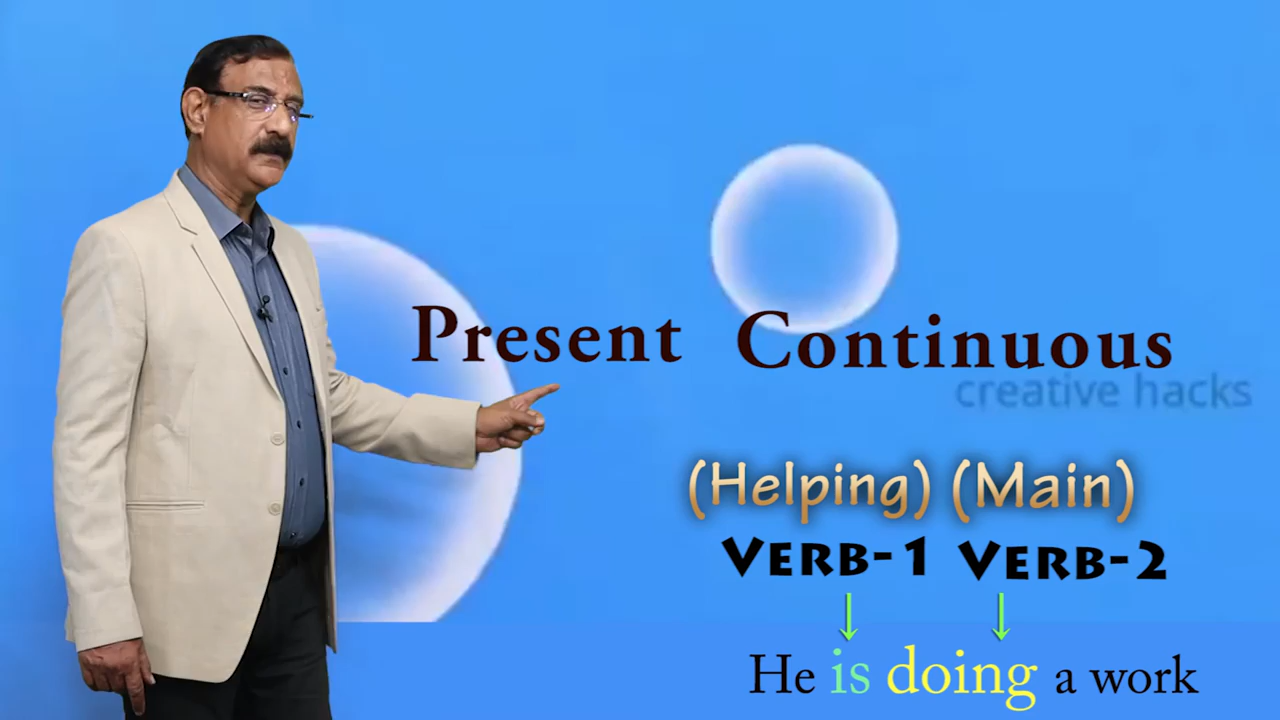 Present Continuous
creative hacks
(Helping) (Main)
VERB-1 VERB-2
He is doing a work